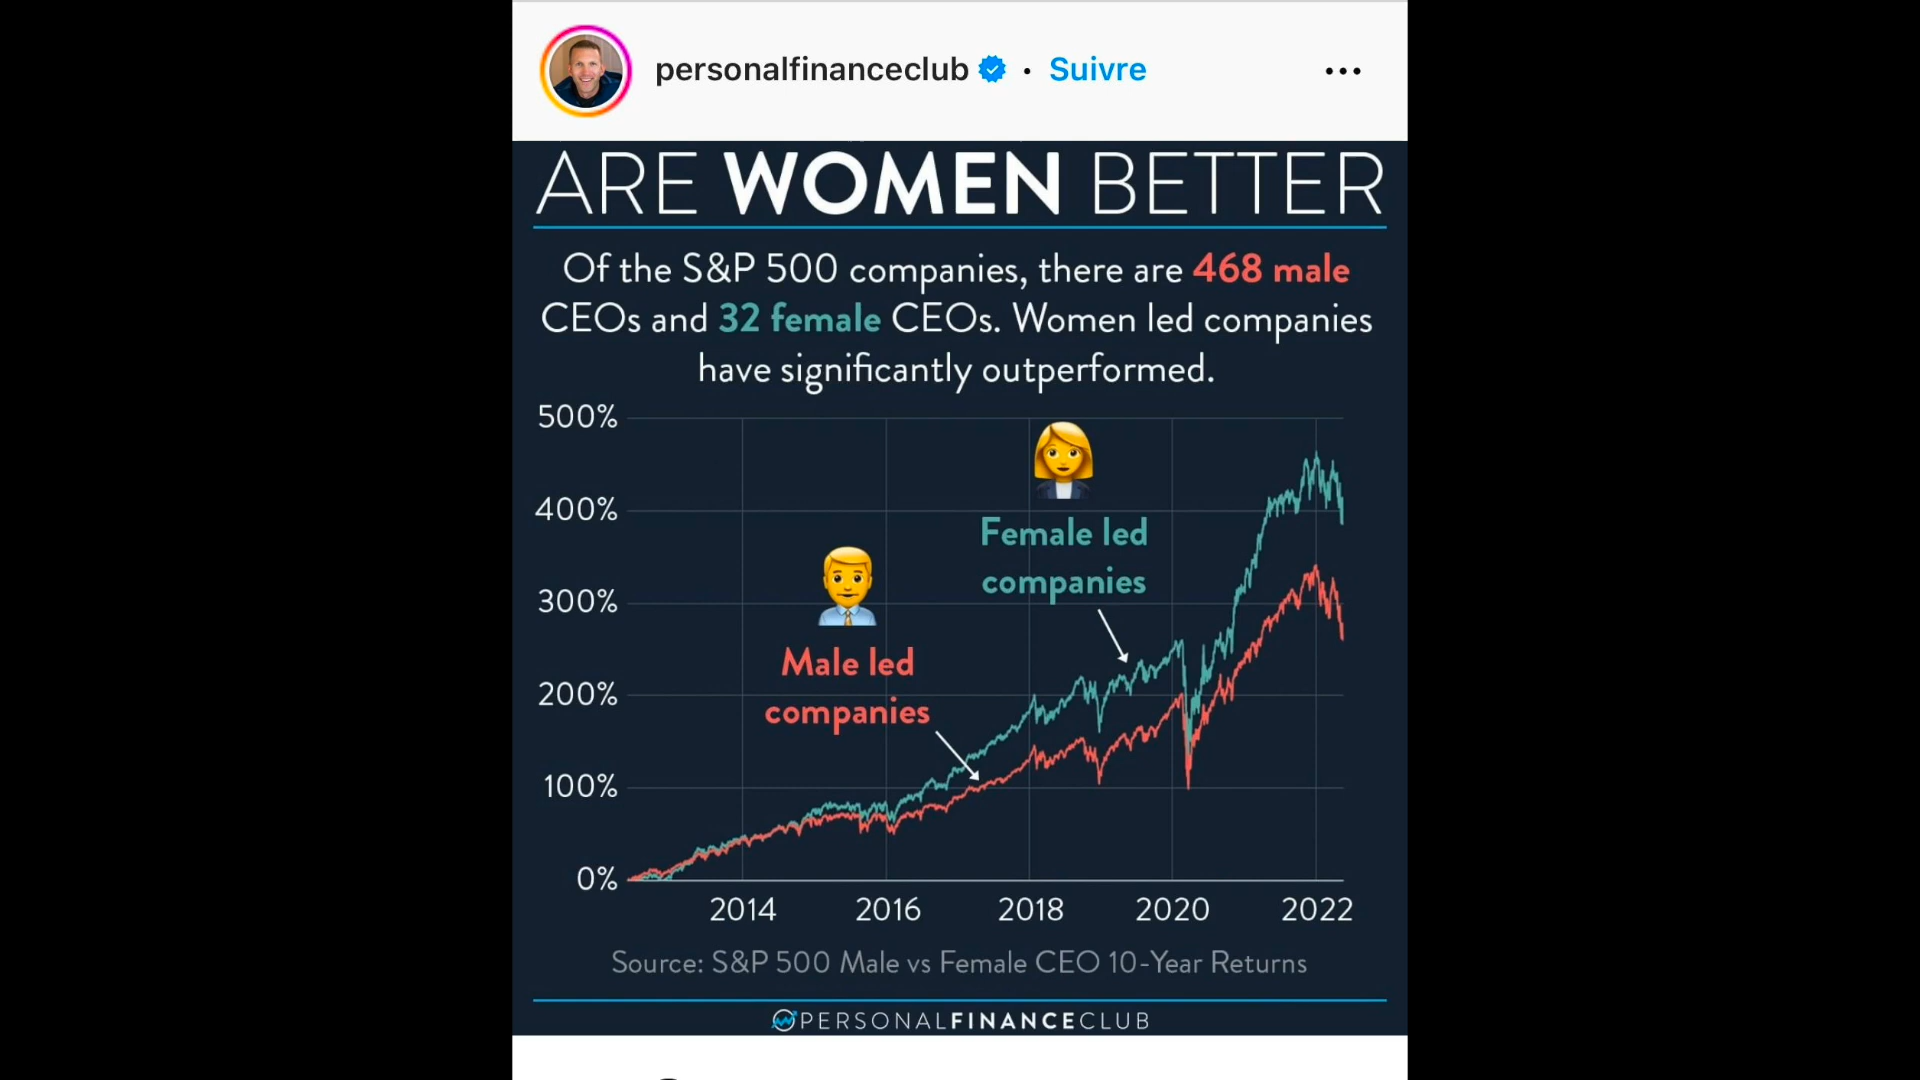 personalfinanceclub · Suivre
ARE WOMEN BETTER
Of the S&P 500 companies, there are 468 male
CEOs and 32 female CEOs. Women led companies
have significantly outperformed.
500%
400%
300%
200%
100%
0%
Female led
companies
Male led
companies
2014 2016 2018 2020 2022
Source: S&P 500 Male vs Female CEO 10-Year Returns
PERSONALFINANCECLUB